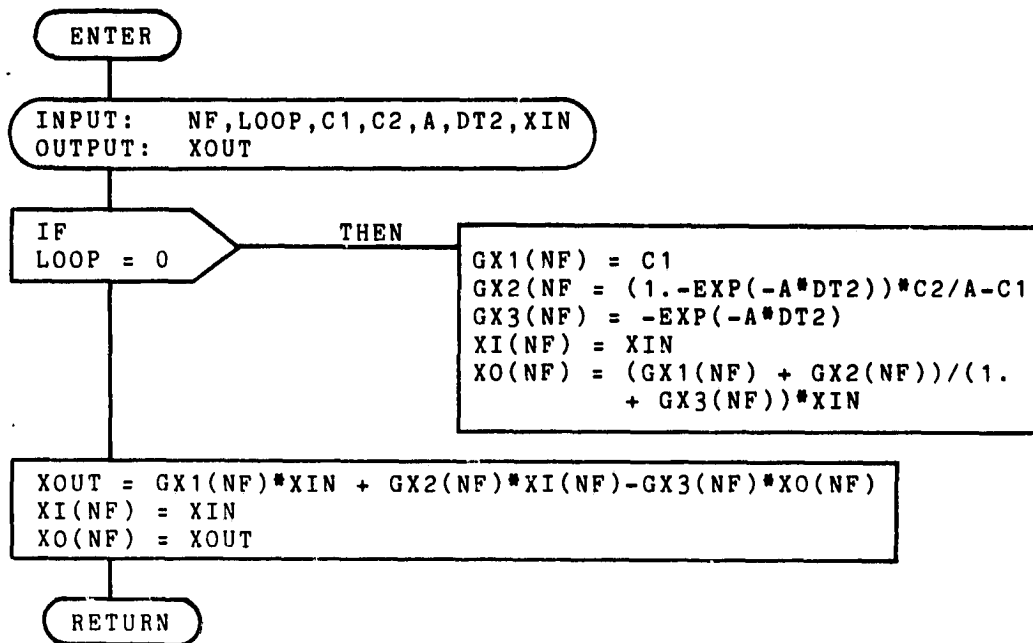 ENTER
INPUT: NF,LOOP,C1,C2,A,DT2,XIN
OUTPUT: XOUT
IF
LOOP = 0
THEN
GX1(NF) = C1
GX2(NF = (1.-EXP(-A*DT2))*C2/A-C1
GX3(NF) = -EXP(-A*DT2)
XI(NF) = XIN
XO(NF) = (GX1(NF) + GX2(NF))/(1.
+ GX3(NF))*XIN
XOUT = GX1(NF)*XIN + GX2(NF)*XI(NF)-GX3(NF)*XO(NF)
XI(NF) = XIN
XO(NF) = XOUT
RETURN